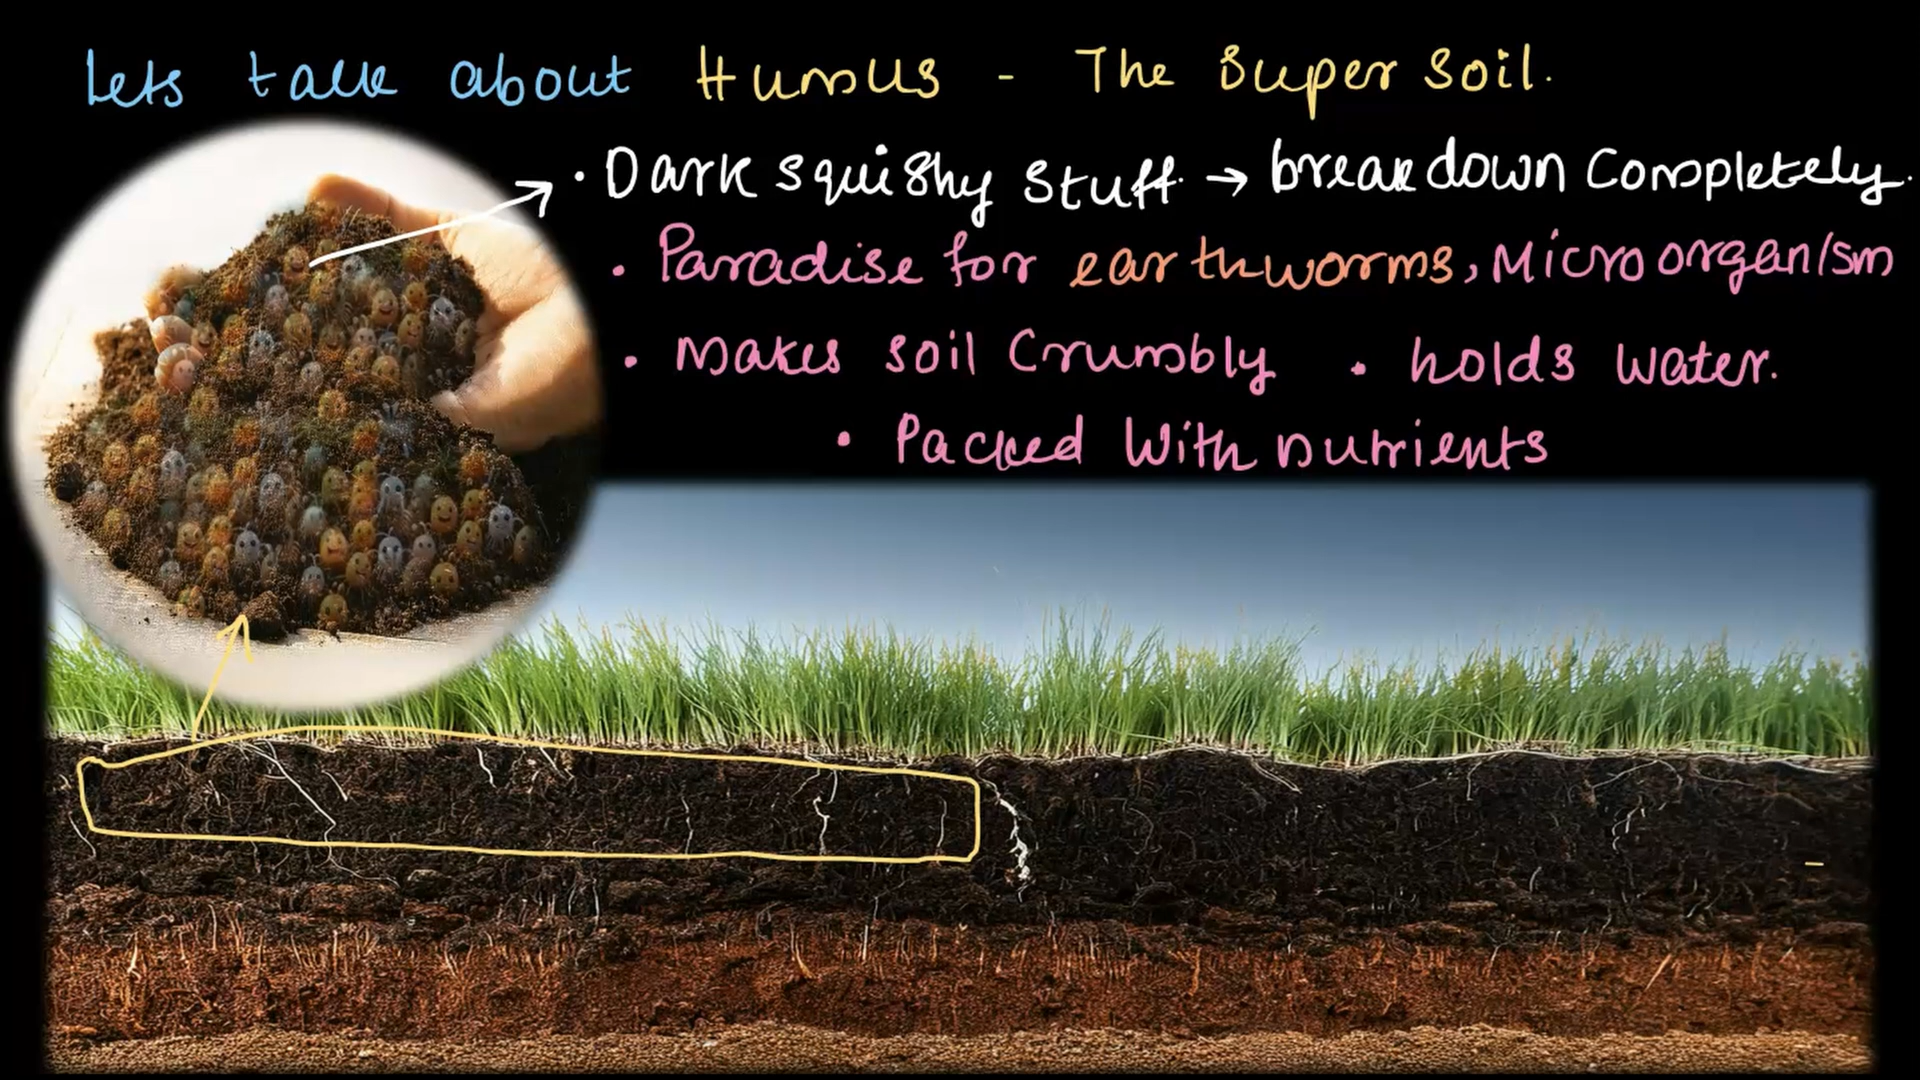 Lets talk about Humus - The Super Soil.
• Dark squishy stuff. → breakdown completely.
• Paradise for earthworms, Microorganism
• makes soil Crumbly • holds water.
• Packed with nutrients